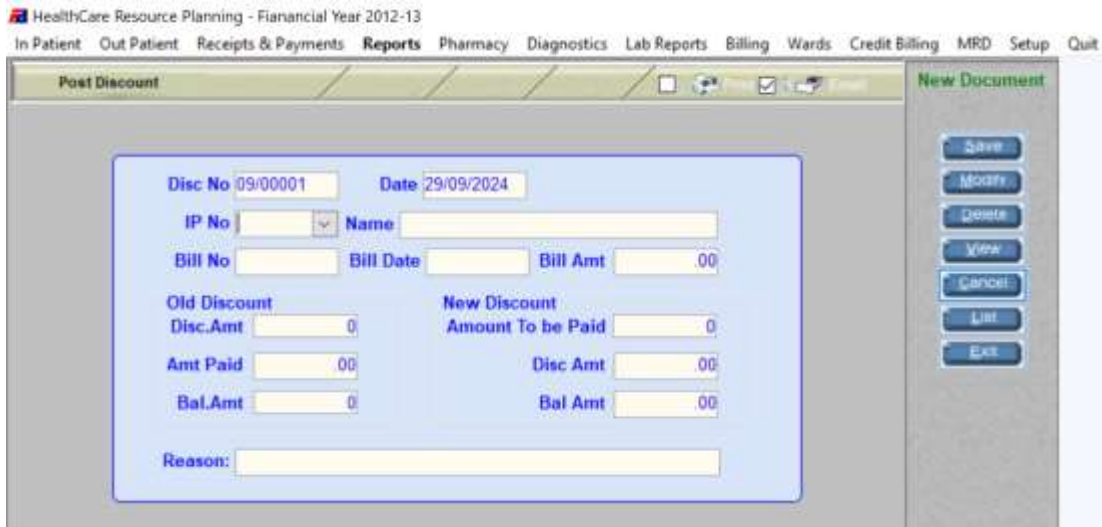 HealthCare Resource Planning - Fianancial Year 2012-13
In Patient Out Patient Receipts & Payments Reports Pharmacy Diagnostics Lab Reports Billing Wards Credit Billing MRD Setup Quit
Post Discount
New Document
Save
Modify
Delete
View
Cancel
List
Exit
Disc No 09/00001 Date 29/09/2024
IP No Name
Bill No Bill Date Bill Amt .00
Old Discount New Discount
Disc.Amt 0 Amount To be Paid 0
Amt Paid .00 Disc Amt .00
Bal.Amt 0 Bal Amt .00
Reason: